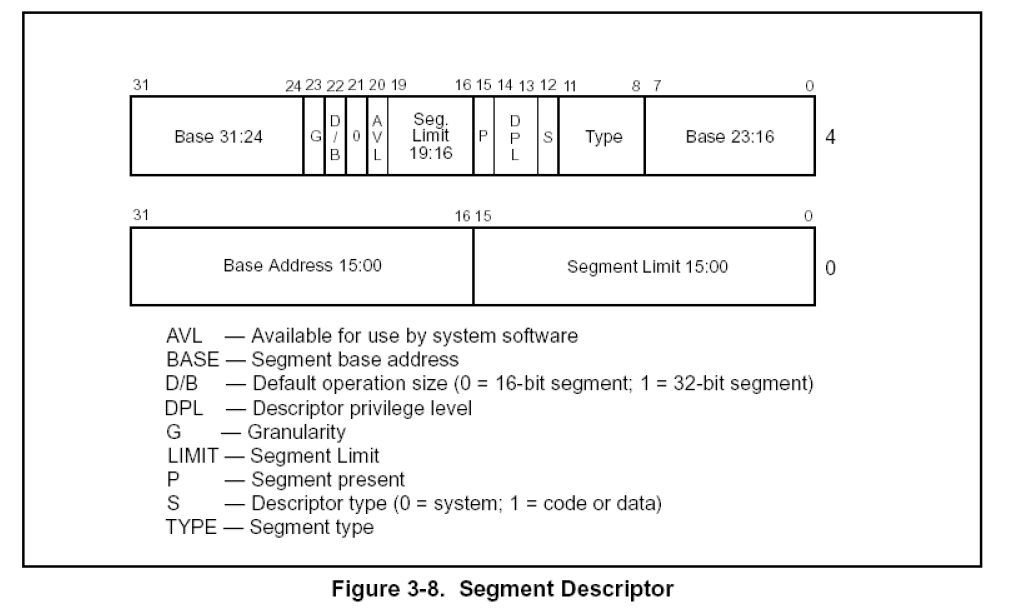 31 24 23 22 21 20 19 16 15 14 13 12 11 8 7 0
Base 31:24 G D/B 0 AVL Seg. Limit 19:16 P DPL S Type Base 23:16 4
31 16 15 0
Base Address 15:00 Segment Limit 15:00 0
AVL — Available for use by system software
BASE — Segment base address
D/B — Default operation size (0 = 16-bit segment; 1 = 32-bit segment)
DPL — Descriptor privilege level
G — Granularity
LIMIT — Segment Limit
P — Segment present
S — Descriptor type (0 = system; 1 = code or data)
TYPE — Segment type
Figure 3-8. Segment Descriptor